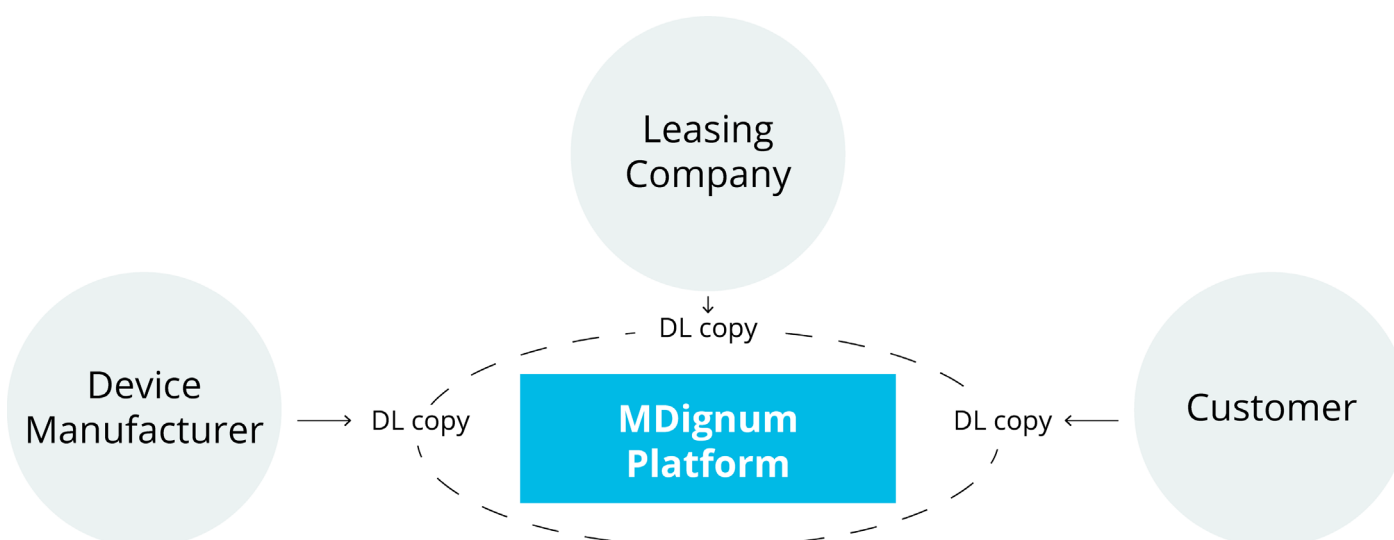 Leasing
Company
DL copy
Device
Manufacturer
DL copy
MDignum
Platform
DL copy
Customer